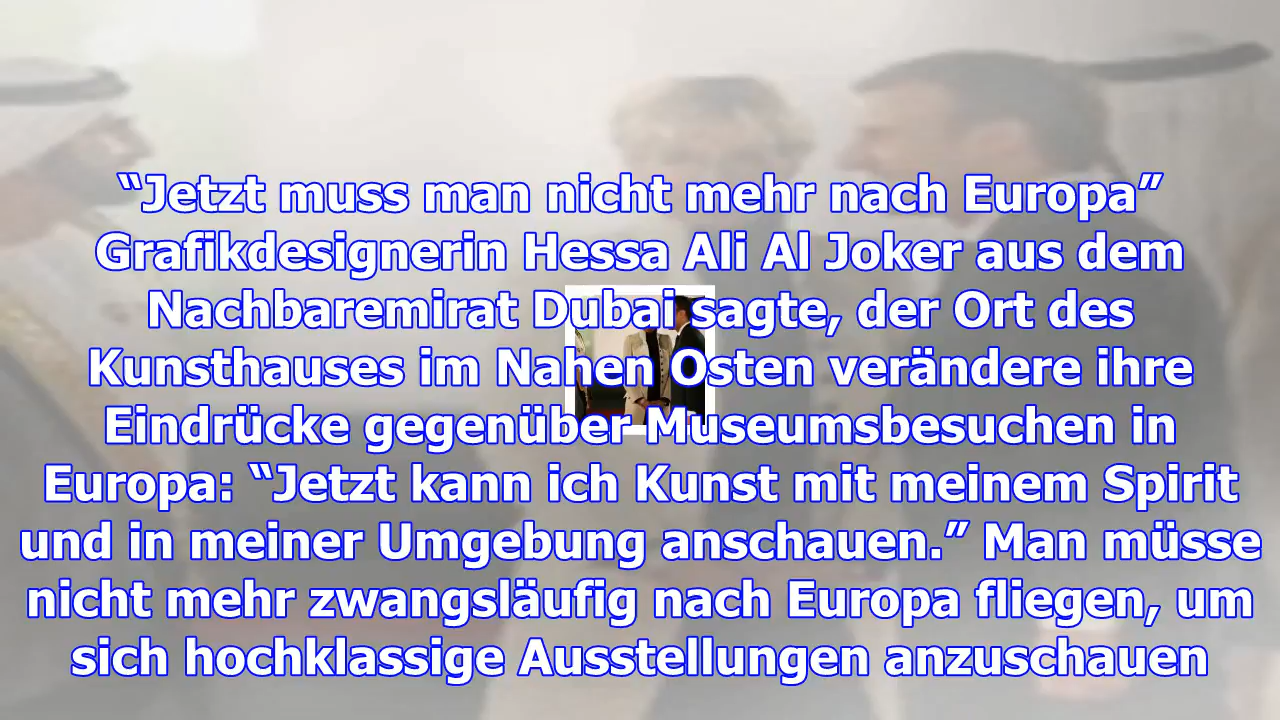 “Jetzt muss man nicht mehr nach Europa”
Grafikdesignerin Hessa Ali Al Joker aus dem
Nachbaremirat Dubai sagte, der Ort des
Kunsthauses im Nahen Osten verändere ihre
Eindrücke gegenüber Museumsbesuchen in
Europa: “Jetzt kann ich Kunst mit meinem Spirit
und in meiner Umgebung anschauen.” Man müsse
nicht mehr zwangsläufig nach Europa fliegen, um
sich hochklassige Ausstellungen anzuschauen